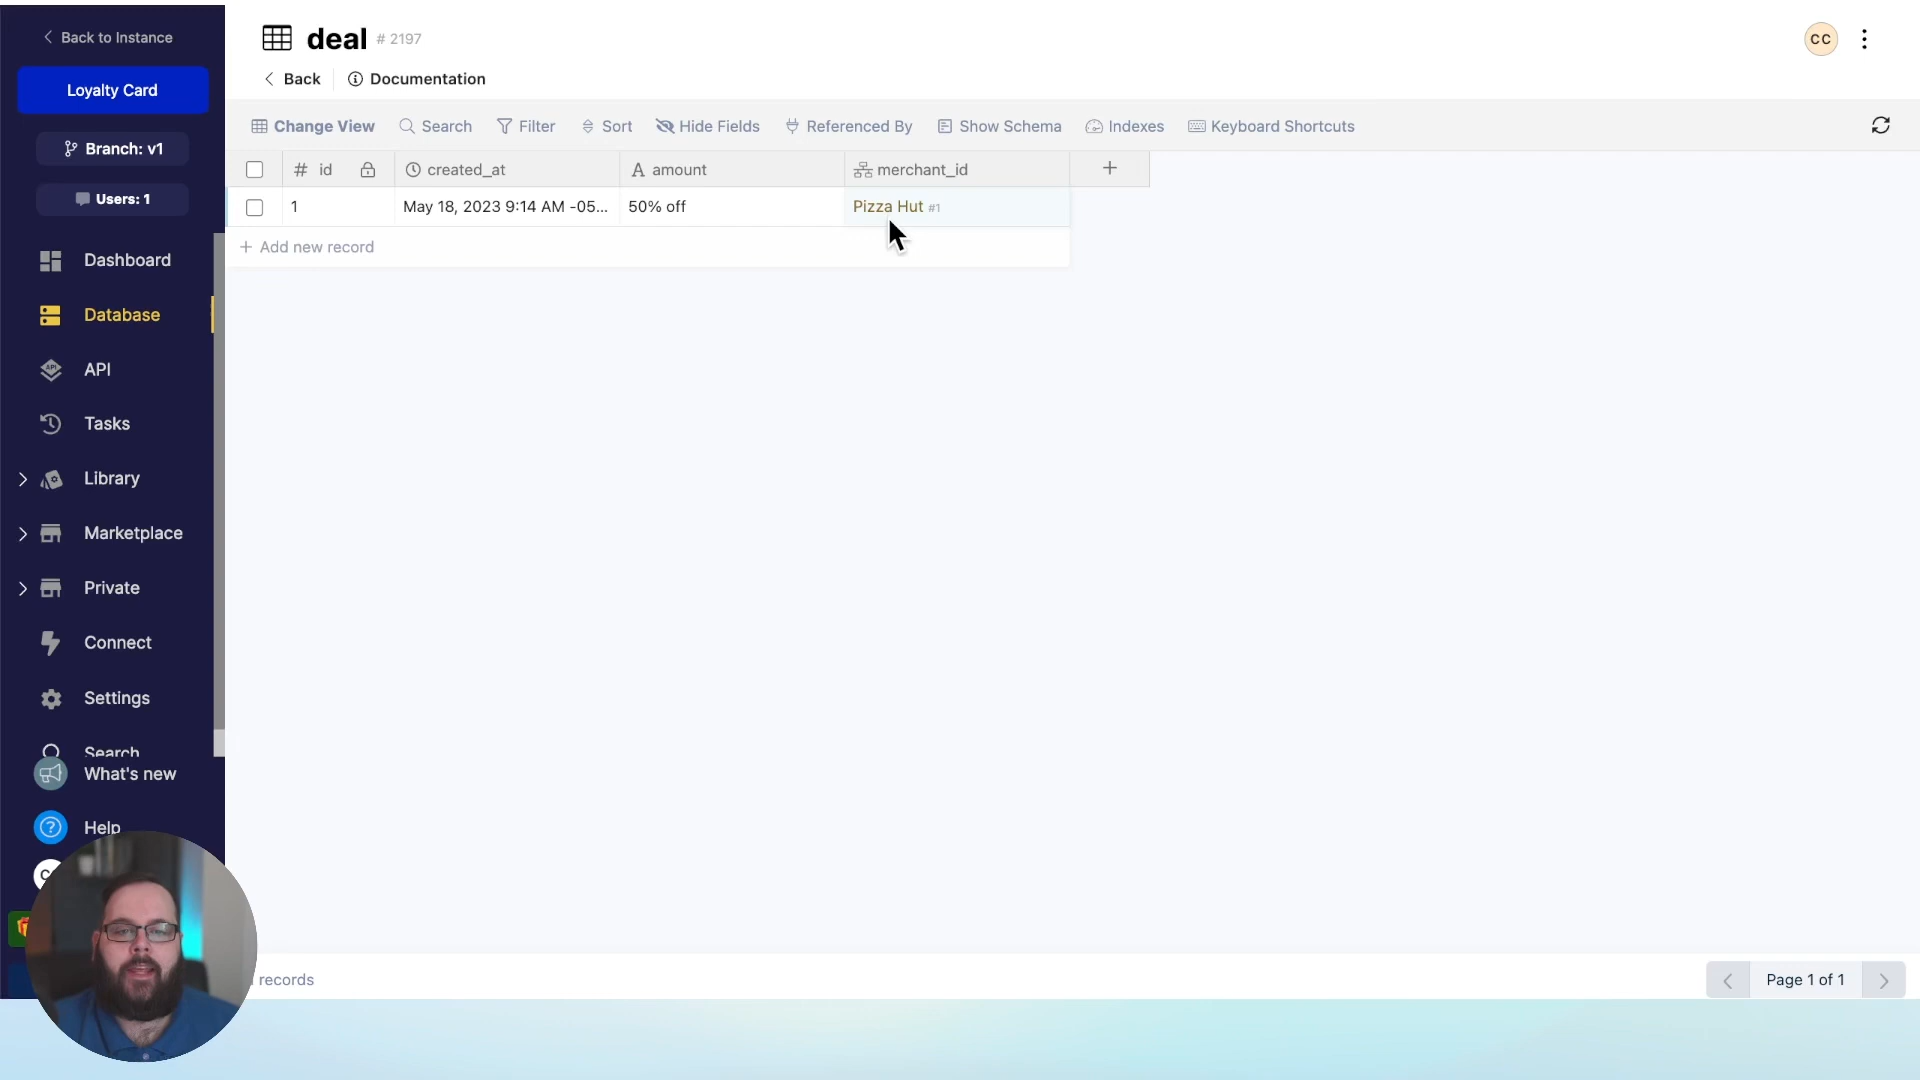 Back to Instance
Loyalty Card
Branch: v1
Users: 1
Dashboard
Database
API
Tasks
Library
Marketplace
Private
Connect
Settings
Search
What's new
Help
deal # 2197
CC
Back
Documentation
Change View Search Filter Sort Hide Fields Referenced By Show Schema Indexes Keyboard Shortcuts
# id created_at A amount merchant_id +
1 May 18, 2023 9:14 AM -05... 50% off Pizza Hut #1
+ Add new record
records
Page 1 of 1